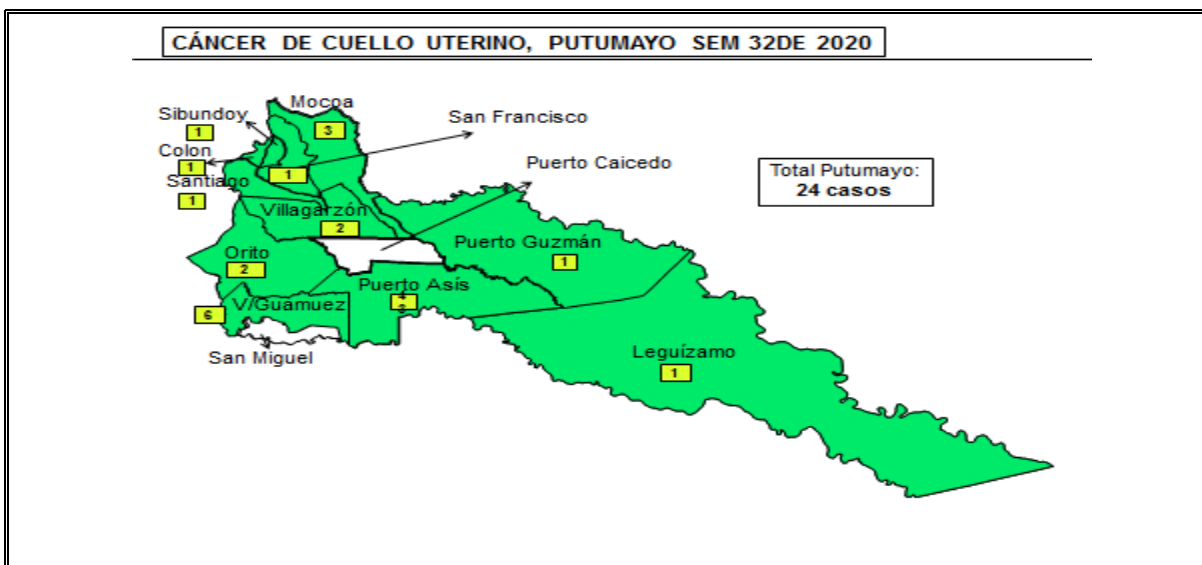 CÁNCER DE CUELLO UTERINO, PUTUMAYO SEM 32DE 2020
Mocoa
3
Sibundoy
1
San Francisco
1
Colon
1
Santiago
1
Puerto Caicedo
Total Putumayo:
24 casos
Villagarzón
2
Puerto Guzmán
1
Orito
2
Puerto Asís
V/Guamuez
6
San Miguel
Leguízamo
1